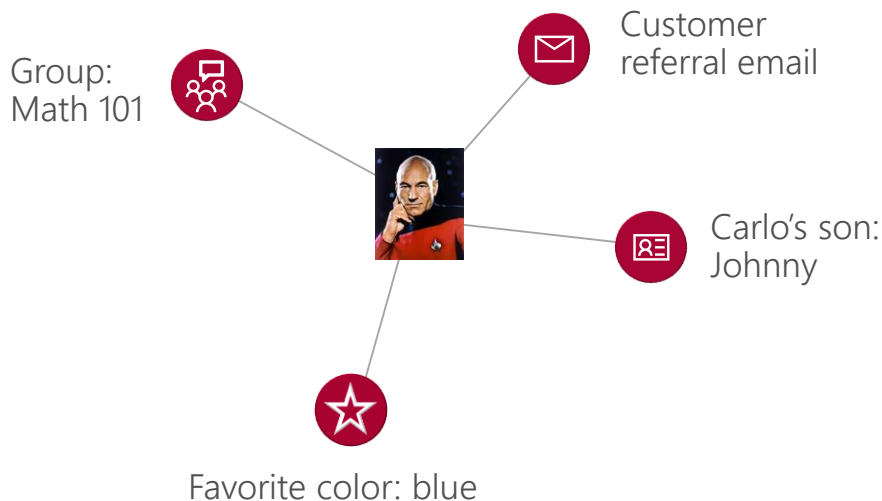 Customer
referral email
Group:
Math 101
Carlo's son:
Johnny
Favorite color: blue